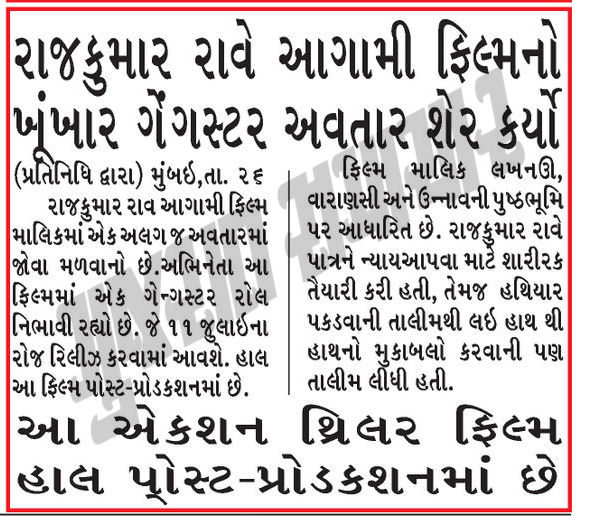 રાજકુમાર રાવે આગામી ફિલ્મનો
ખૂંખાર ગેંગસ્ટર અવતાર શેર કર્યો
(પ્રતિનિધિ દ્વારા) મુંબઇ,તા. ૨૬
રાજકુમાર રાવ આગામી ફિલ્મ
માલિકમાં એક અલગ જ અવતારમાં
જોવા મળવાનો છે.અભિનેતા આ
ફિલ્મમાં એક ગેંગસ્ટર રોલ
નિભાવી રહ્યો છે. જે ૧૧ જુલાઇના
રોજ રિલીઝ કરવામાં આવશે. હાલ
આ ફિલ્મ પોસ્ટ-પ્રોડકશનમાં છે.
ફિલ્મ માલિક લખનઊ,
વારાણસી અને ઉન્નાવની પુષ્ઠભૂમિ
પર આધારિત છે. રાજકુમાર રાવે
પાત્રને ન્યાયઆપવા માટે શારીરક
તૈયારી કરી હતી, તેમજ હથિયાર
પકડવાની તાલીમથી લઇ હાથ થી
હાથનો મુકાબલો કરવાની પણ
તાલીમ લીધી હતી.
આ એકશન થ્રિલર ફિલ્મ
હાલ પોસ્ટ-પ્રોડકશનમાં છે